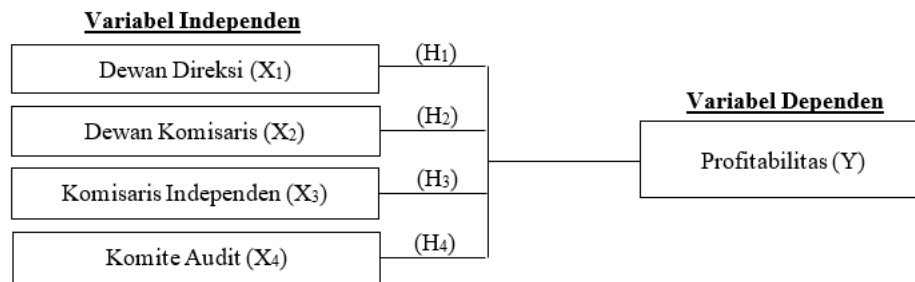 Variabel Independen
Dewan Direksi (X1)
(H1)
Dewan Komisaris (X2)
(H2)
Komisaris Independen (X3)
(H3)
Komite Audit (X4)
(H4)
Variabel Dependen
Profitabilitas (Y)